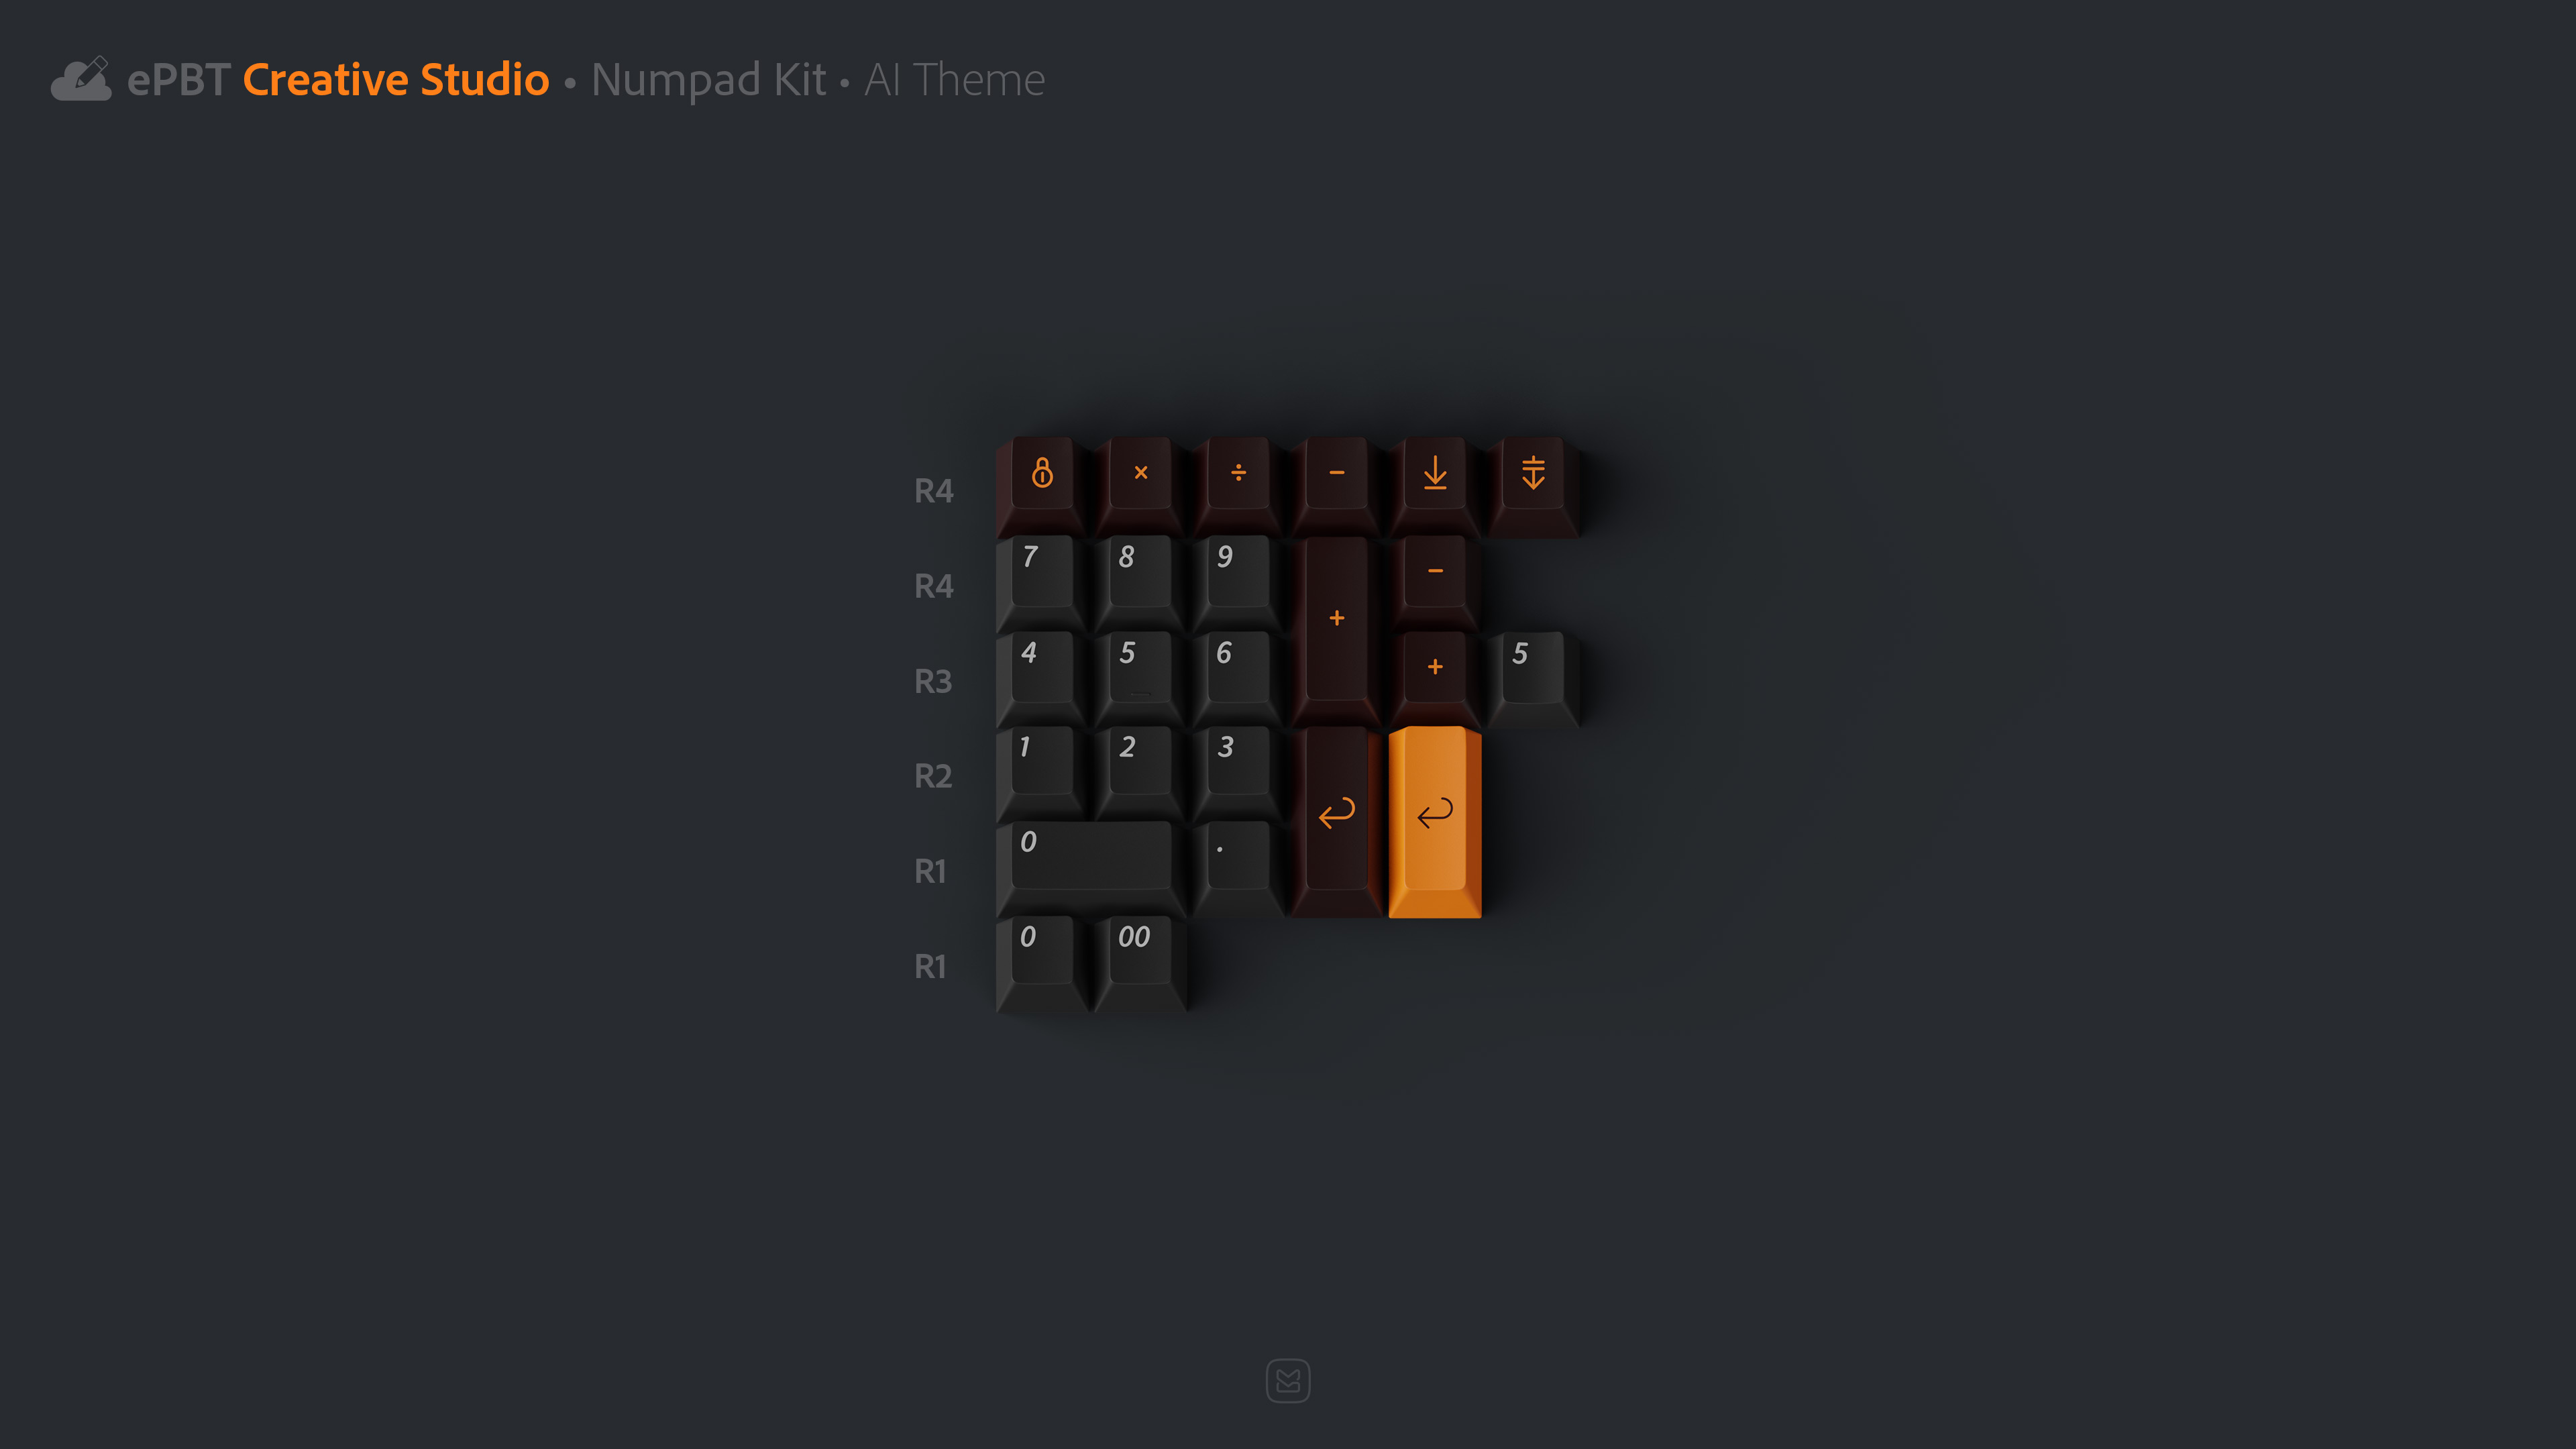 ePBT Creative Studio • Numpad Kit • AI Theme
R4 × ÷ −
R4 7 8 9 + −
R3 4 5 6 + 5
R2 1 2 3
R1 0 .
R1 0 00